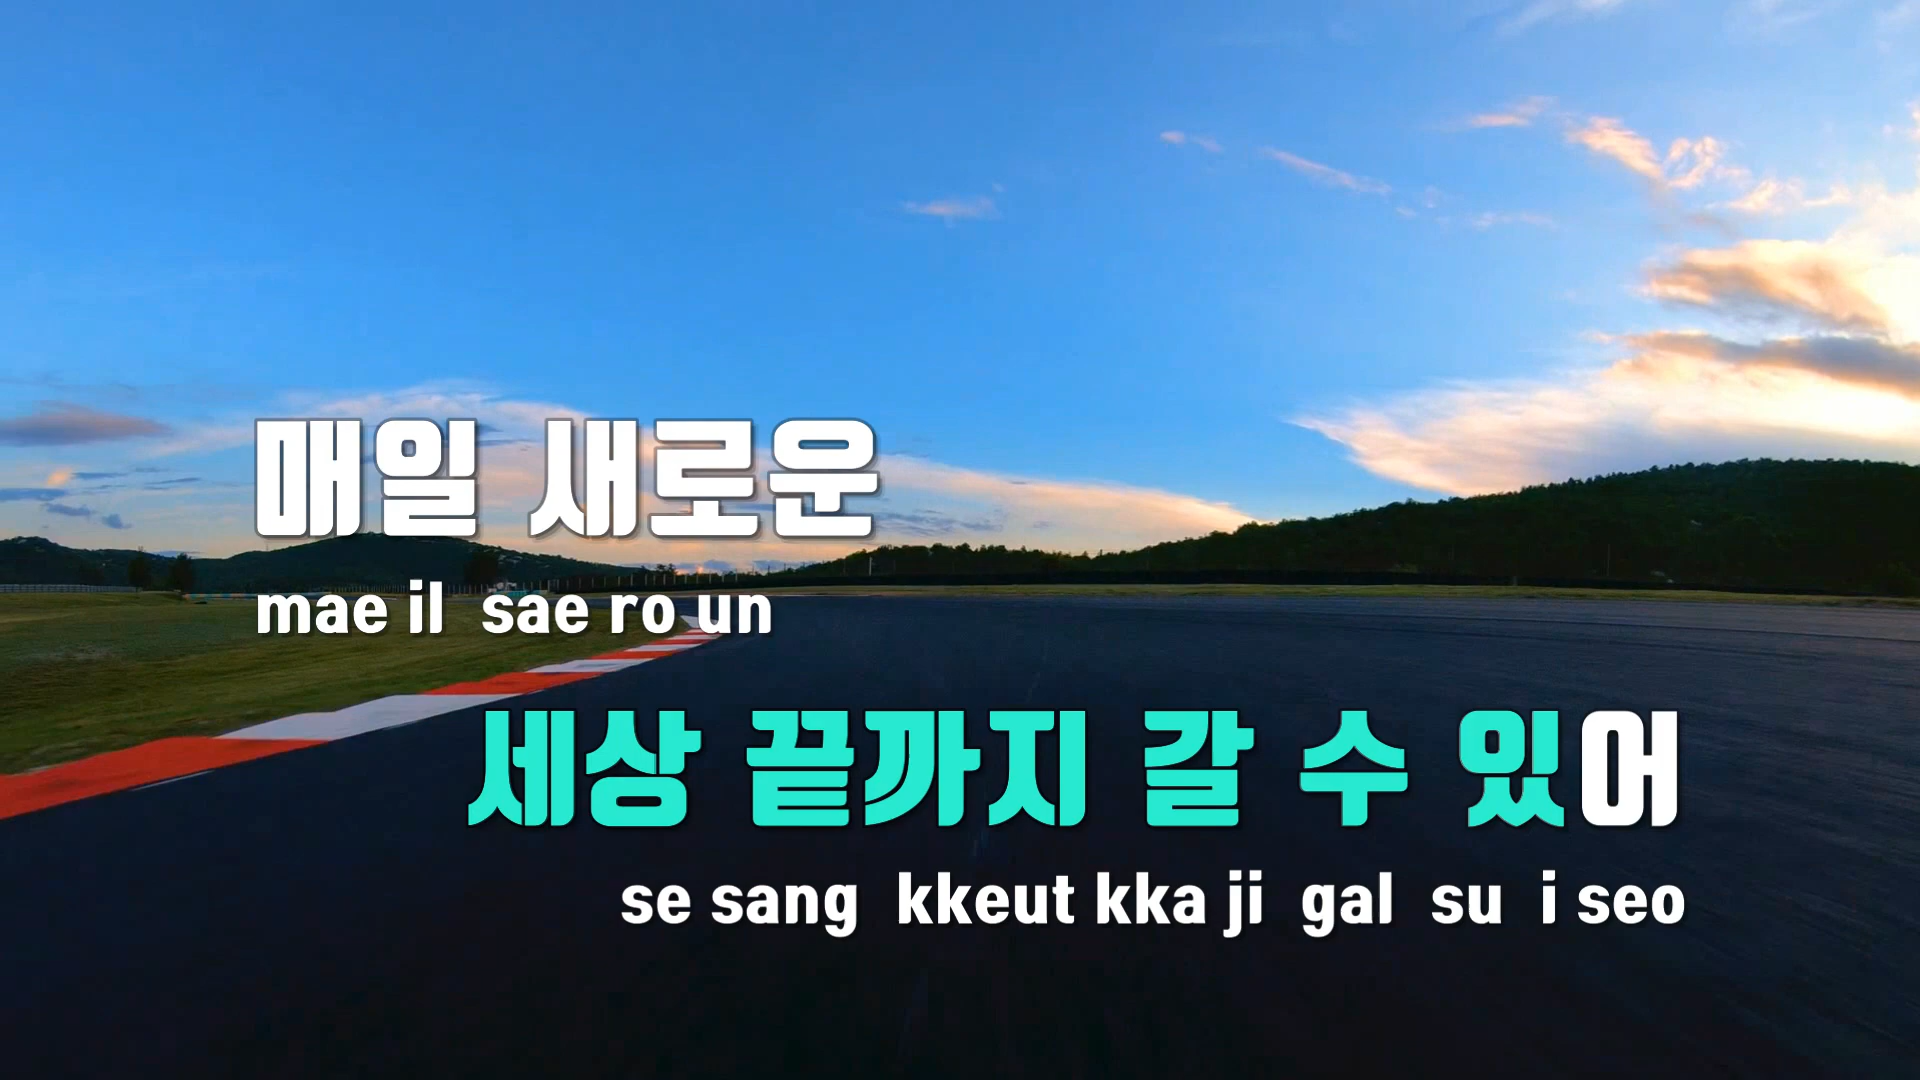 매일 새로운
mae il sae ro un
세상 끝까지 갈 수 있어
se sang kkeut kka ji gal su i seo